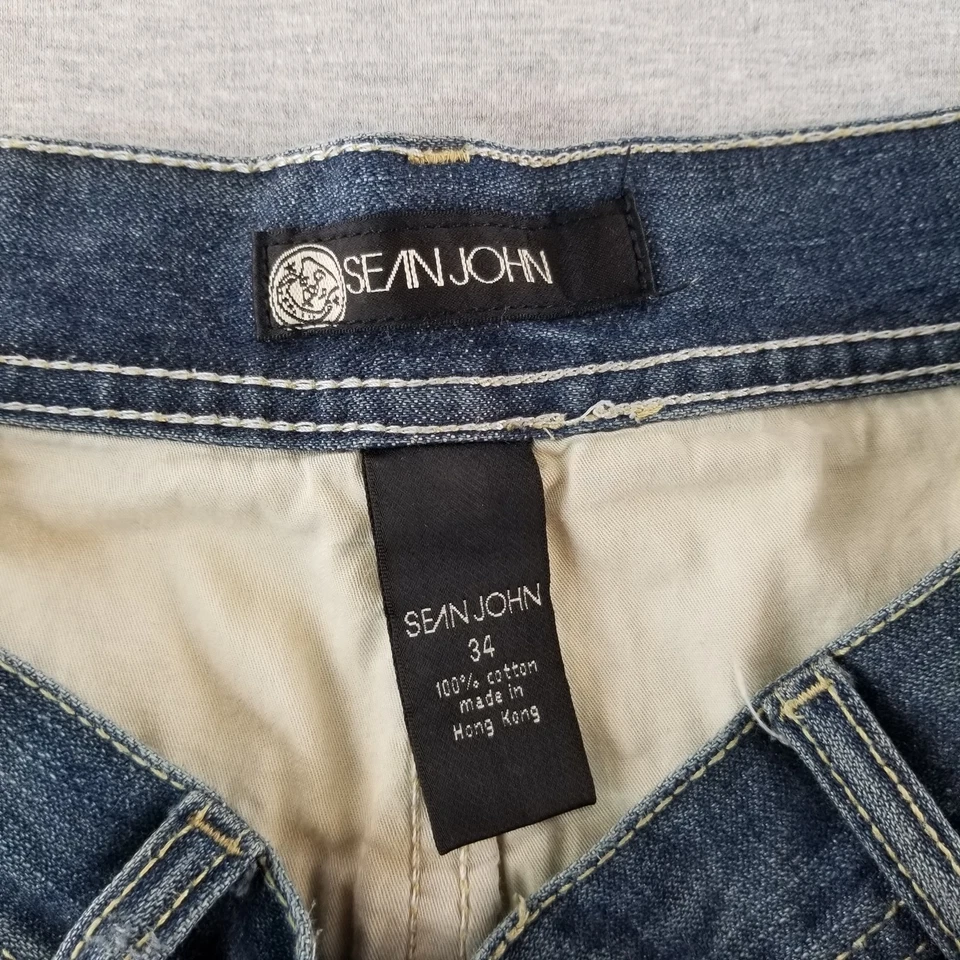 SEAN JOHN
SEAN JOHN
34
100% cotton
made in
Hong Kong